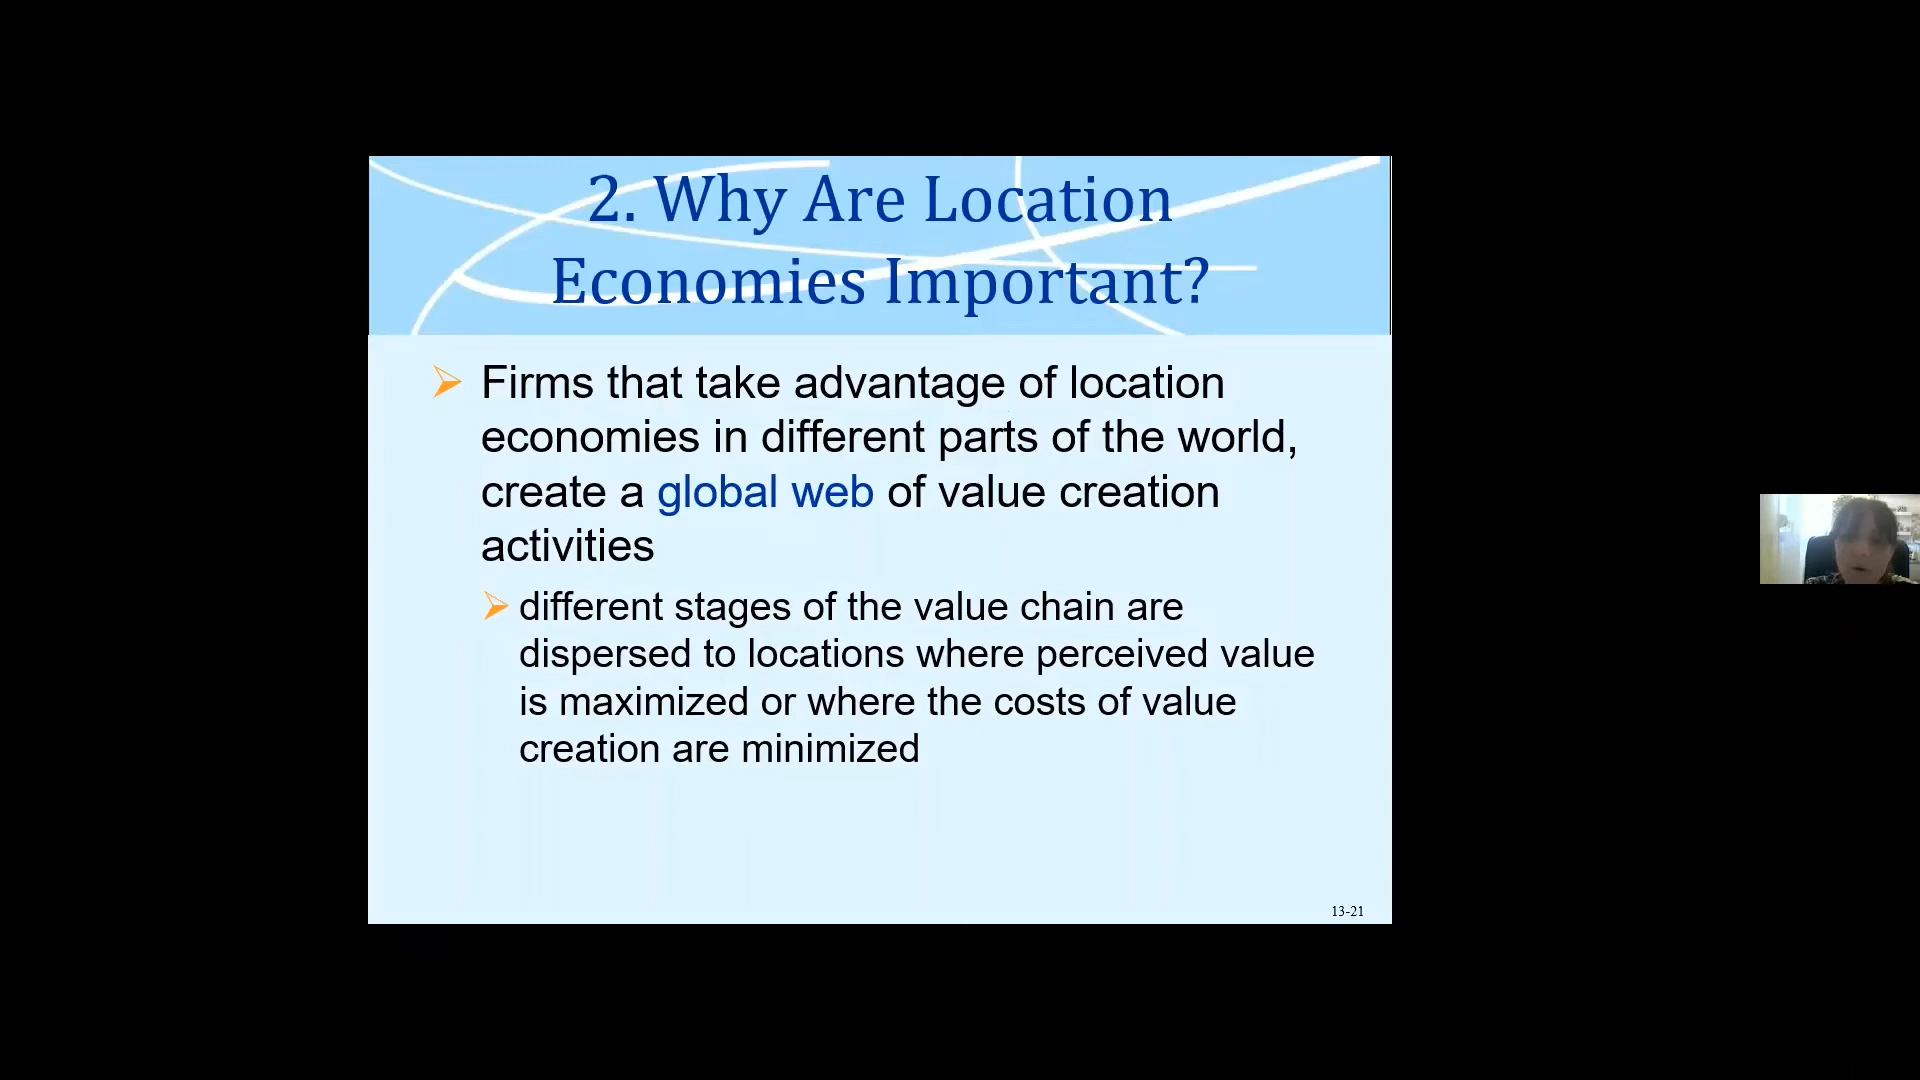 2. Why Are Location
Economies Important?
Firms that take advantage of location
economies in different parts of the world,
create a global web of value creation
activities
different stages of the value chain are
dispersed to locations where perceived value
is maximized or where the costs of value
creation are minimized
13-21